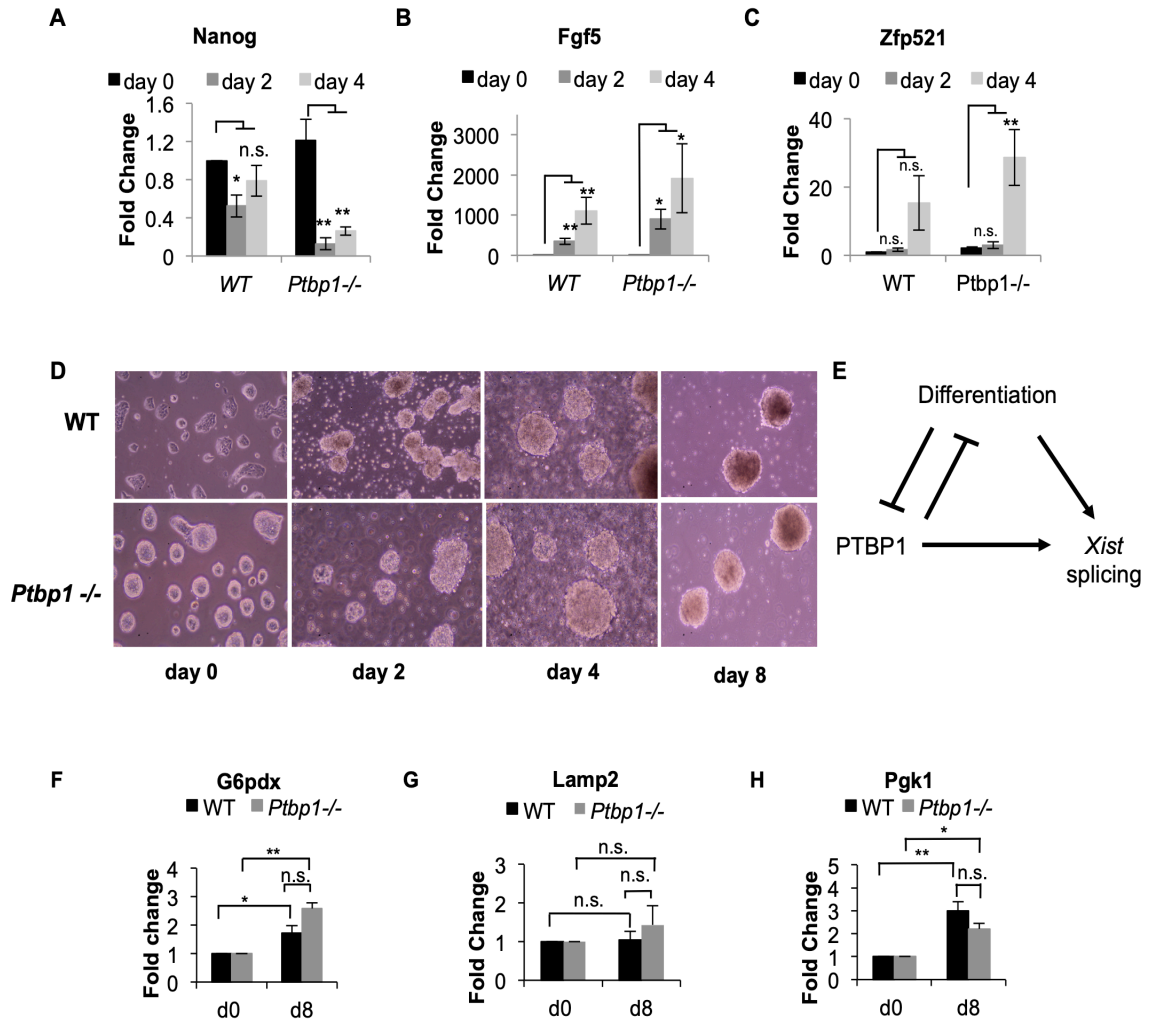 A
Nanog
day 0 day 2 day 4
Fold Change
1.6
1.2
0.8
0.4
0
* n.s.
** **
WT Ptbp1-/-
B
Fgf5
day 0 day 2 day 4
Fold Change
3000
2000
1000
0
** **
* *
WT Ptbp1-/-
C
Zfp521
day 0 day 2 day 4
Fold Change
40
20
0
n.s. n.s.
n.s. **
WT Ptbp1-/-
D
WT
Ptbp1 -/-
day 0 day 2 day 4 day 8
E
Differentiation
PTBP1
Xist
splicing
F
G6pdx
WT Ptbp1-/-
Fold change
4
3
2
1
0
**
n.s.
*
d0 d8
G
Lamp2
WT Ptbp1-/-
Fold Change
3
2
1
0
n.s.
n.s.
n.s.
d0 d8
H
Pgk1
WT Ptbp1-/-
Fold Change
5
4
3
2
1
0
*
**
n.s.
d0 d8